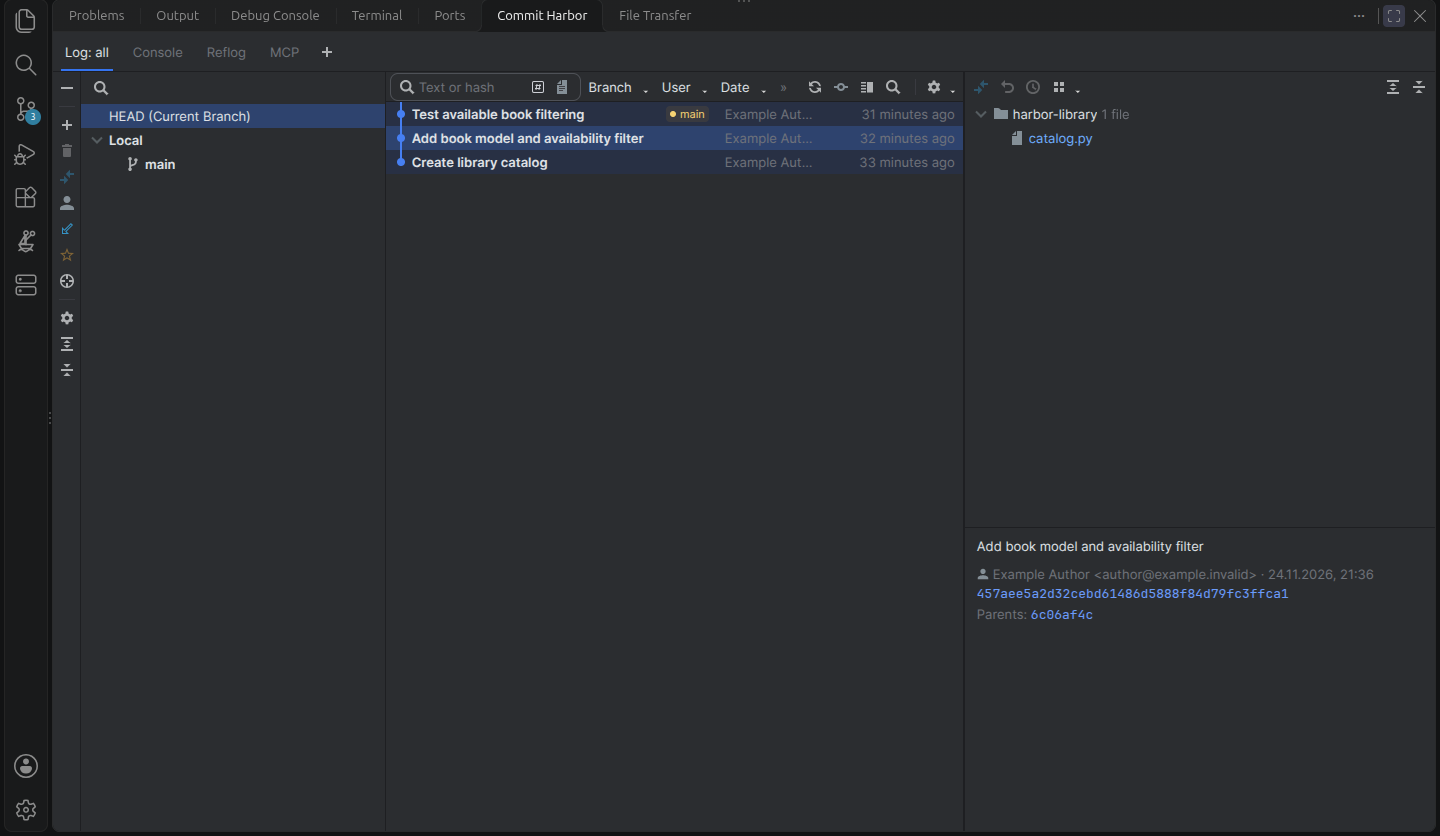 Problems Output Debug Console Terminal Ports Commit Harbor File Transfer
Log: all Console Reflog MCP
3
HEAD (Current Branch)
Local
main
Text or hash Branch User Date
Test available book filtering main Example Aut... 31 minutes ago
Add book model and availability filter Example Aut... 32 minutes ago
Create library catalog Example Aut... 33 minutes ago
harbor-library 1 file
catalog.py
Add book model and availability filter
Example Author <author@example.invalid> · 24.11.2026, 21:36
457aee5a2d32cebd61486d5888f84d79fc3ffca1
Parents: 6c06af4c